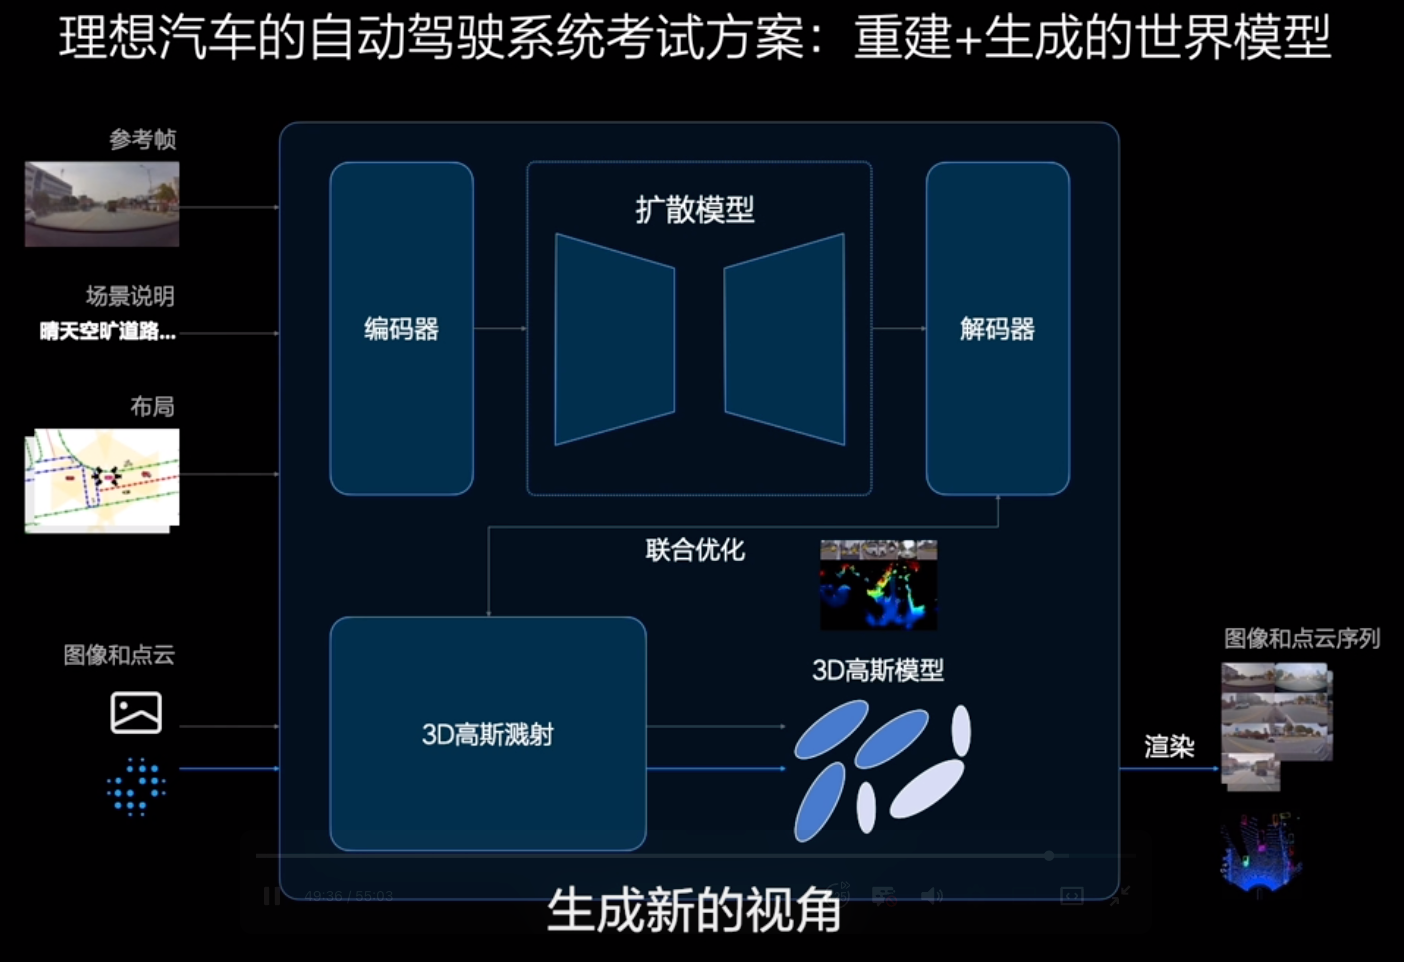 理想汽车的自动驾驶系统考试方案：重建+生成的世界模型
参考帧
场景说明
晴天空旷道路...
布局
编码器
扩散模型
解码器
联合优化
图像和点云
3D高斯溅射
3D高斯模型
渲染
图像和点云序列
49:36 / 55:03
生成新的视角